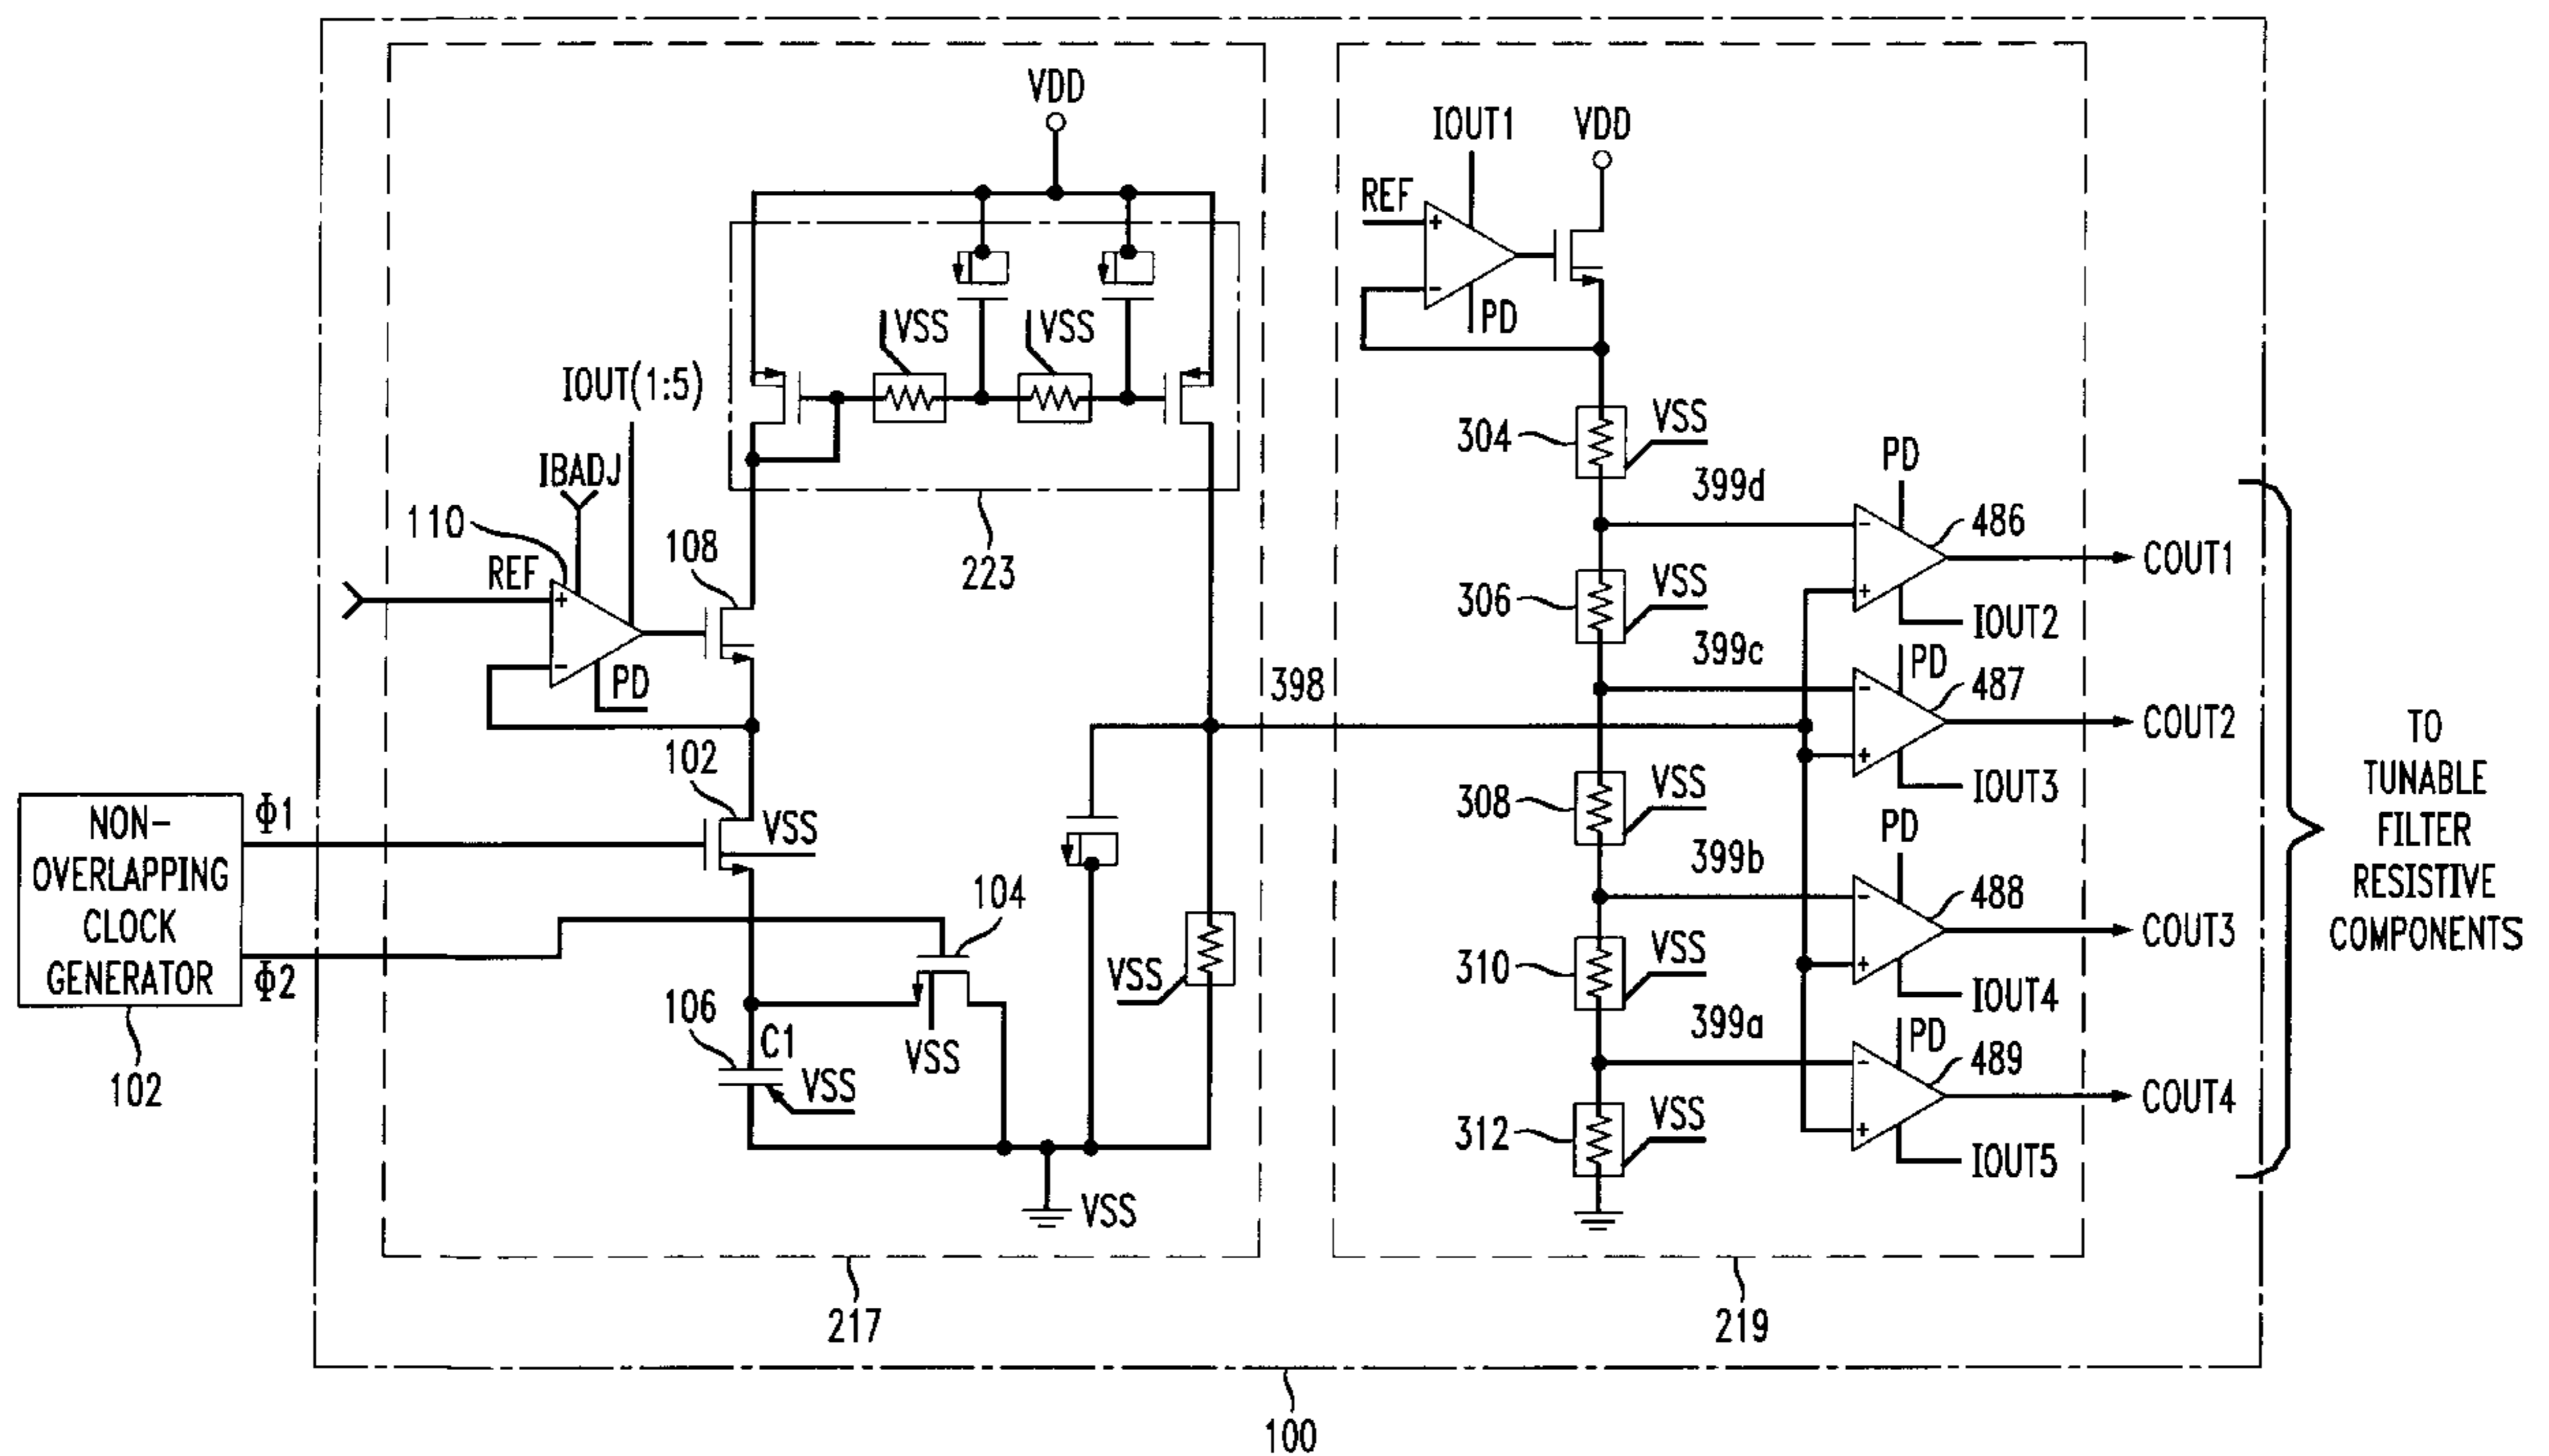 VDD
IOUT1
VDD
REF
PD
VSS
VSS
IOUT(1:5)
IBADJ
110
REF
108
PD
223
304
VSS
399d
PD
486
COUT1
IOUT2
306
VSS
399c
PD
487
COUT2
IOUT3
398
102
VSS
308
VSS
399b
PD
488
COUT3
IOUT4
NON-
OVERLAPPING
CLOCK
GENERATOR
Φ1
Φ2
102
104
VSS
106
C1
VSS
VSS
VSS
310
VSS
399a
PD
489
COUT4
IOUT5
312
VSS
TO
TUNABLE
FILTER
RESISTIVE
COMPONENTS
217
219
100